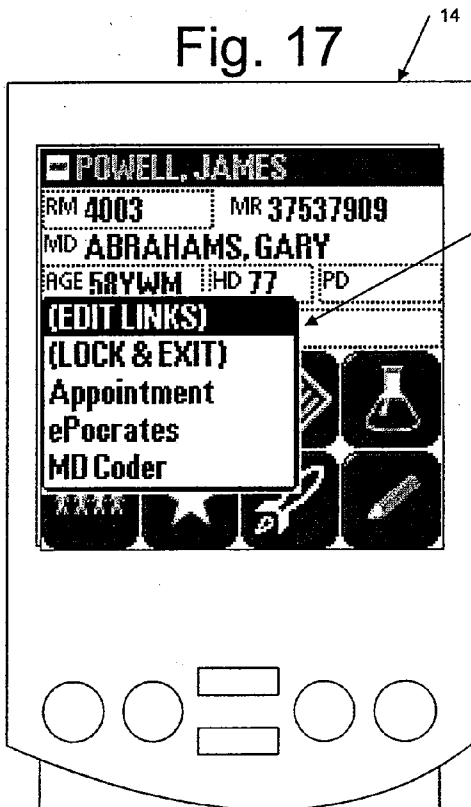 14
Fig. 17
POWELL, JAMES
RM 4003 MR 37537909
MD ABRAHAMS, GARY
AGE 58YWM HD 77 PD
(EDIT LINKS)
(LOCK & EXIT)
Appointment
ePocrates
MD Coder